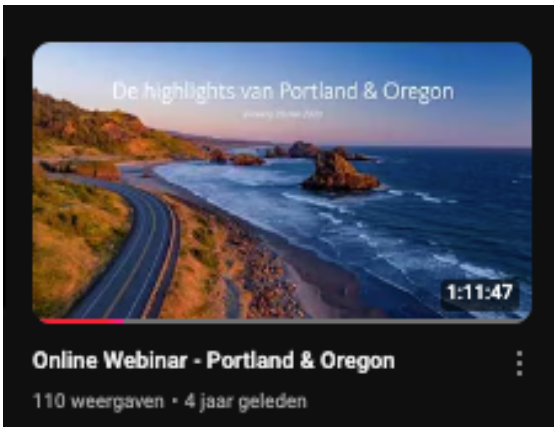 De highlights van Portland & Oregon
1:11:47
Online Webinar - Portland & Oregon
110 weergaven • 4 jaar geleden